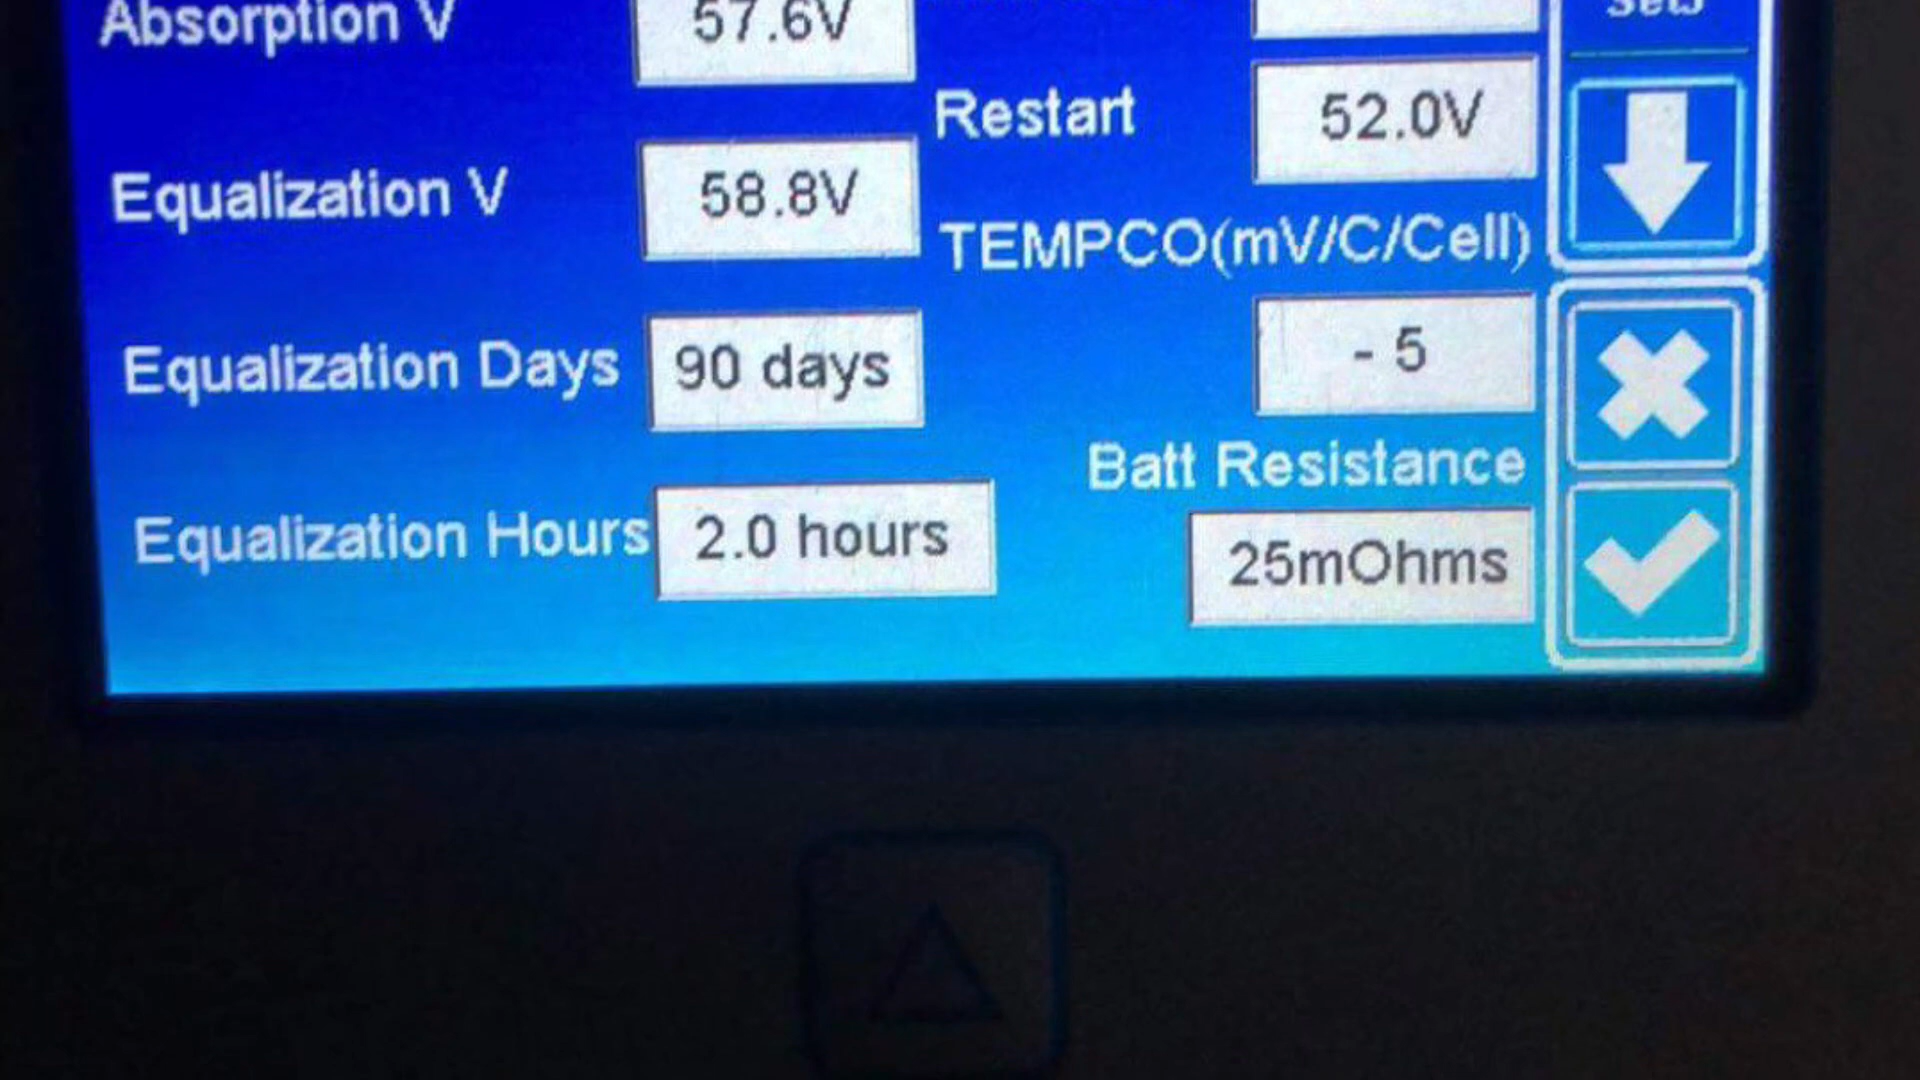 Absorption V 57.6V
Restart 52.0V
Equalization V 58.8V
TEMPCO(mV/C/Cell)
- 5
Equalization Days 90 days
Batt Resistance
25mOhms
Equalization Hours 2.0 hours